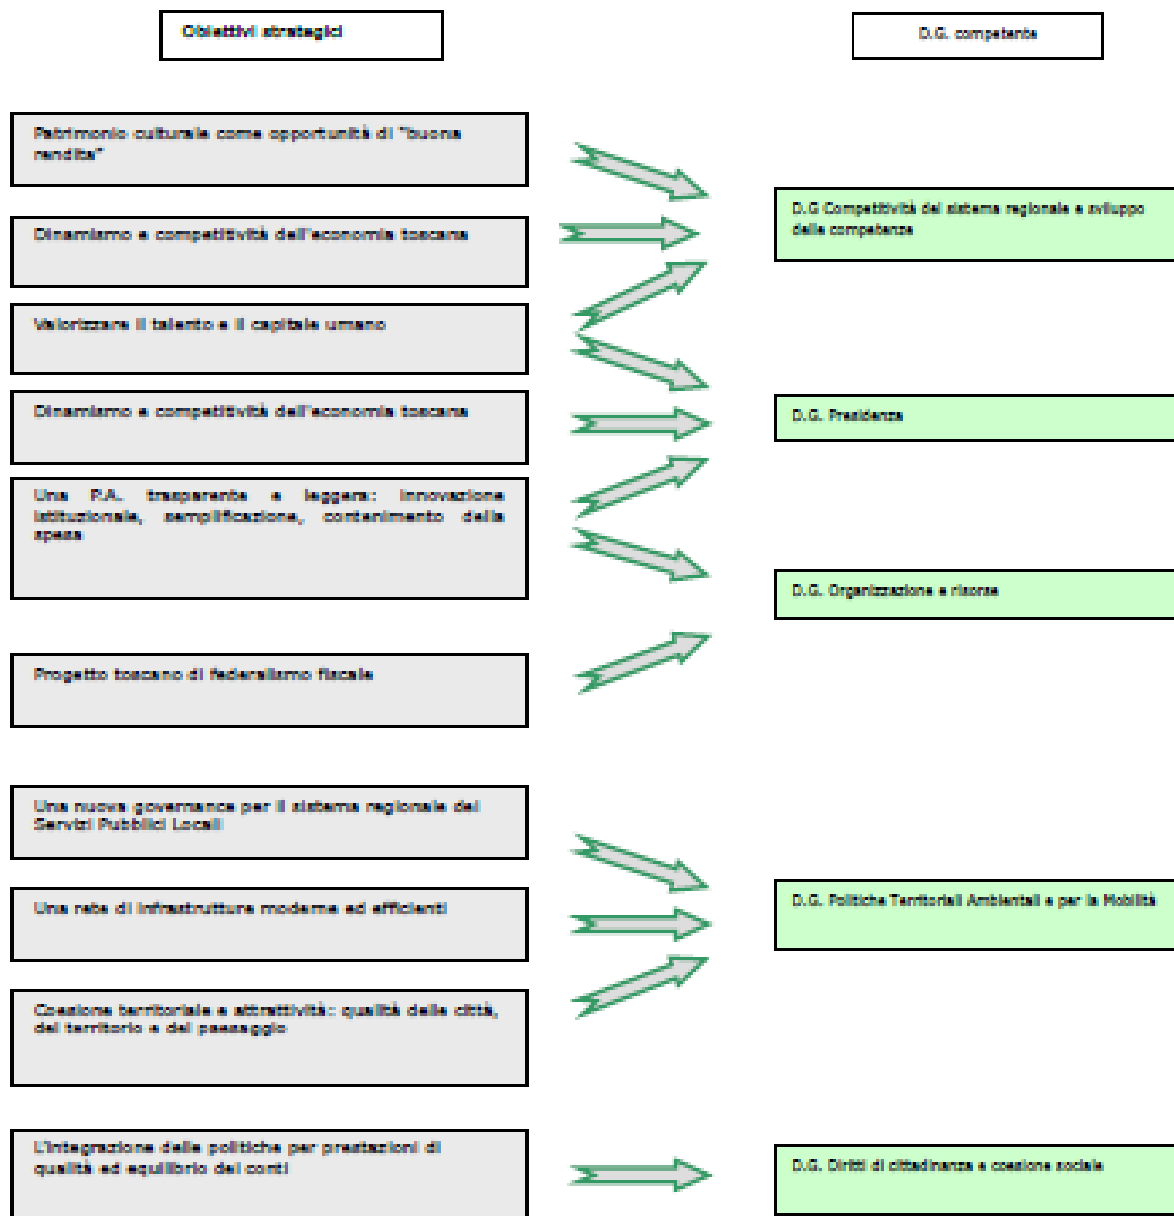 Obiettivi strategici
D.G. competente
Patrimonio culturale come opportunità di "buona
rendita"
D.G Competitività del sistema regionale e sviluppo
delle competenze
Dinamismo e competitività dell'economia toscana
Valorizzare il talento e il capitale umano
Dinamismo e competitività dell'economia toscana
D.G. Presidenza
Una P.A. trasparente e leggera: innovazione
istituzionale, semplificazione, contenimento della
spesa
D.G. Organizzazione e risorse
Progetto toscano di federalismo fiscale
Una nuova governance per il sistema regionale dei
Servizi Pubblici Locali
Una rete di infrastrutture moderne ed efficienti
D.G. Politiche Territoriali Ambientali e per la Mobilità
Coesione territoriale e attrattività: qualità delle città,
del territorio e del paesaggio
L'integrazione delle politiche per prestazioni di
qualità ed equilibrio dei conti
D.G. Diritti di cittadinanza e coesione sociale